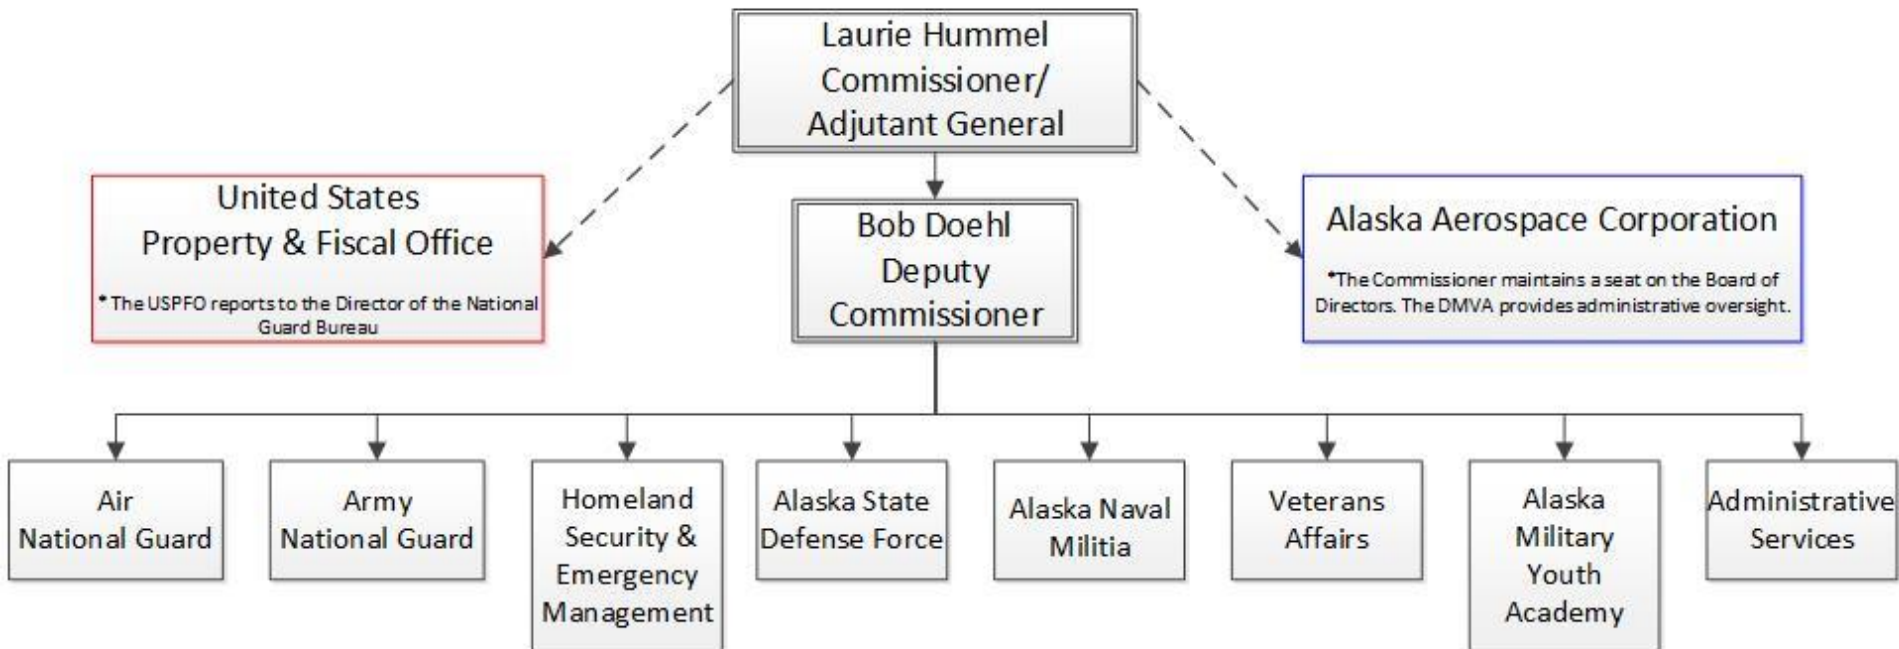 Laurie Hummel
Commissioner/
Adjutant General
United States
Property & Fiscal Office
* The USPFO reports to the Director of the National
Guard Bureau
Bob Doehl
Deputy
Commissioner
Alaska Aerospace Corporation
*The Commissioner maintains a seat on the Board of
Directors. The DMVA provides administrative oversight.
Air
National Guard
Army
National Guard
Homeland
Security &
Emergency
Management
Alaska State
Defense Force
Alaska Naval
Militia
Veterans
Affairs
Alaska
Military
Youth
Academy
Administrative
Services